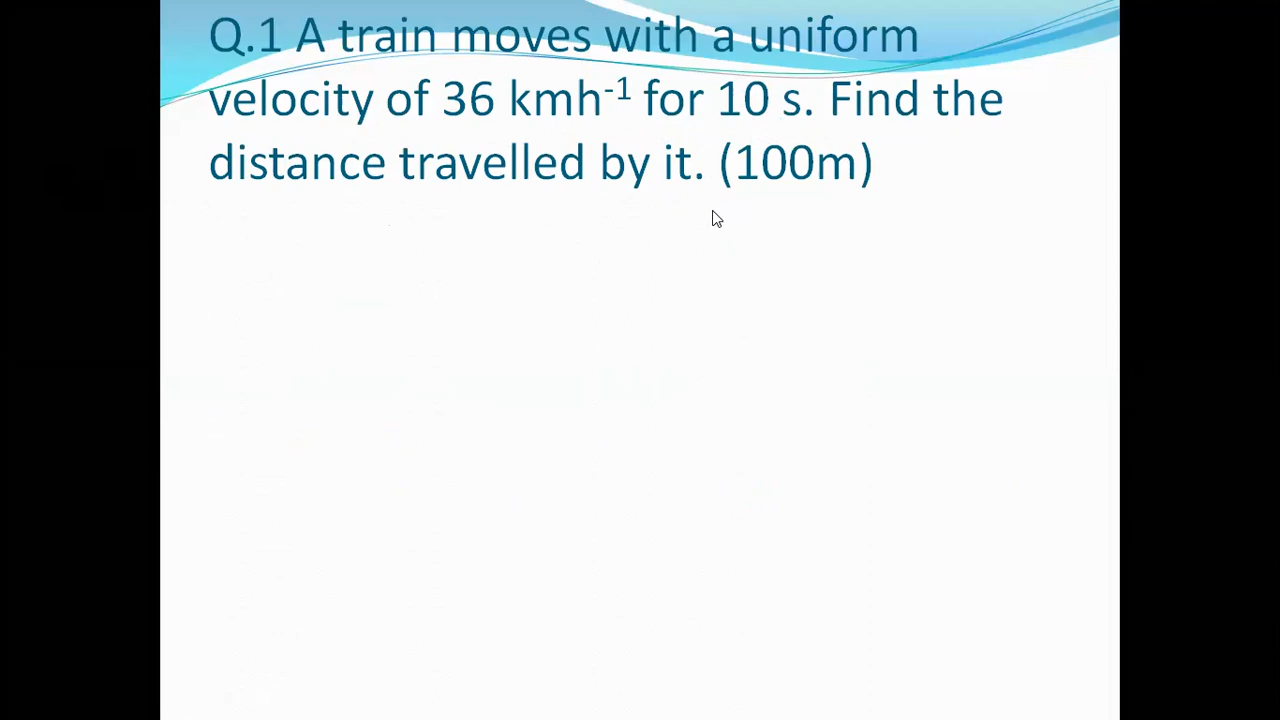 Q.1 A train moves with a uniform
velocity of 36 kmh⁻¹ for 10 s. Find the
distance travelled by it. (100m)